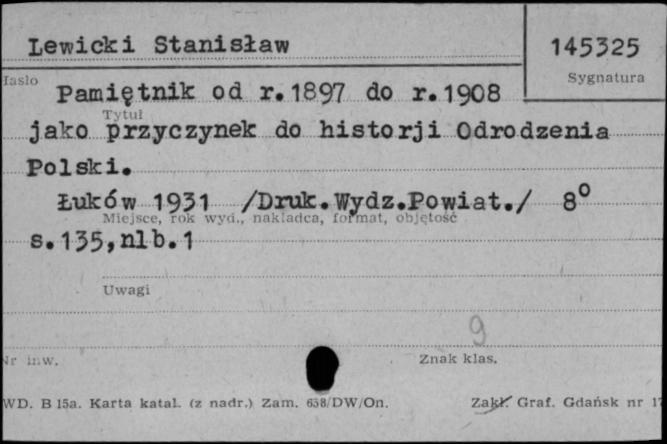 Lewicki Stanisław
145325
Hasło
Sygnatura
Pamiętnik od r.1897 do r.1908
Tytuł
jako przyczynek do historji Odrodzenia
Polski.
Łuków 1931 /Druk.Wydz.Powiat./ 8°
Miejsce, rok wyd., nakładca, format, objętość
s.135,nlb.1
Uwagi
9
Nr inw.
Znak klas.
WD. B 15a. Karta katal. (z nadr.) Zam. 638/DW/On.
Zakł. Graf. Gdańsk nr 17